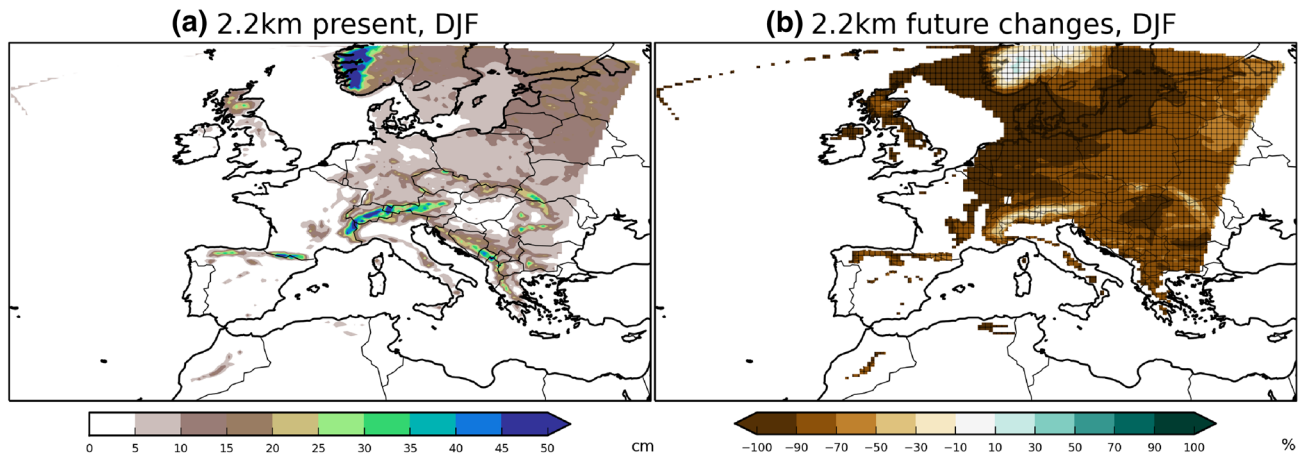 (a) 2.2km present, DJF
(b) 2.2km future changes, DJF
0 5 10 15 20 25 30 35 40 45 50 cm
−100 −90 −70 −50 −30 −10 10 30 50 70 90 100 %